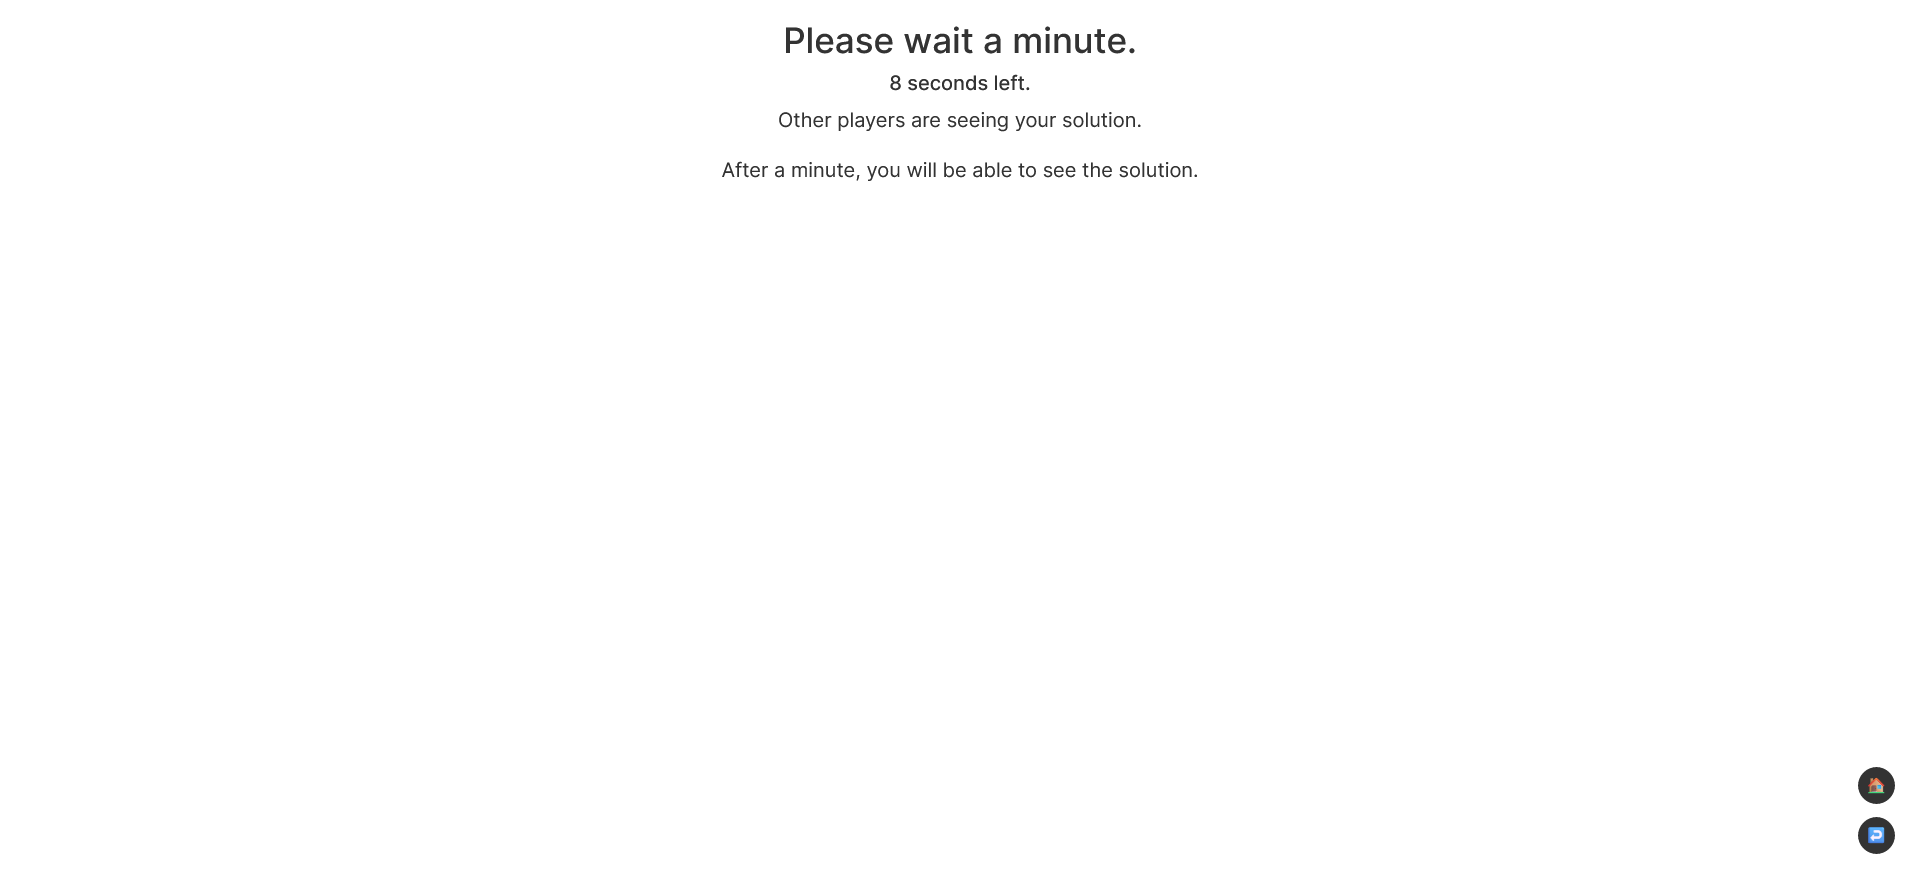 Please wait a minute.
8 seconds left.
Other players are seeing your solution.
After a minute, you will be able to see the solution.